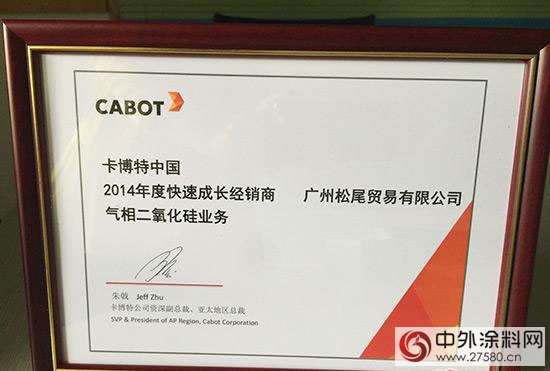 CABOT
卡博特中国
2014年度快速成长经销商 广州松尾贸易有限公司
气相二氧化硅业务
朱戟 Jeff Zhu
卡博特公司资深副总裁、亚太地区总裁
SVP & President of AP Region, Cabot Corporation
中外涂料网
www.27580.cn